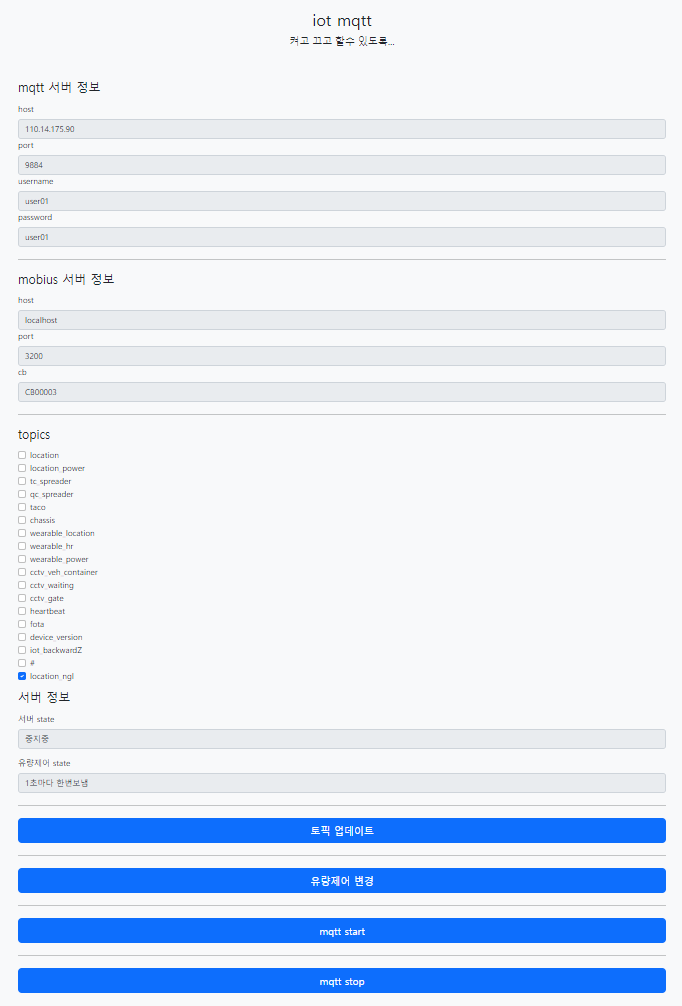 iot mqtt
켜고 끄고 할수 있도록...
mqtt 서버 정보
host
110.14.175.90
port
9884
username
user01
password
user01
mobius 서버 정보
host
localhost
port
3200
cb
CB00003
topics
location
location_power
tc_spreader
qc_spreader
taco
chassis
wearable_location
wearable_hr
wearable_power
cctv_veh_container
cctv_waiting
cctv_gate
heartbeat
fota
device_version
iot_backwardZ
#
location_ngl
서버 정보
서버 state
중지중
유량제어 state
1초마다 한번보냄
토픽 업데이트
유량제어 변경
mqtt start
mqtt stop